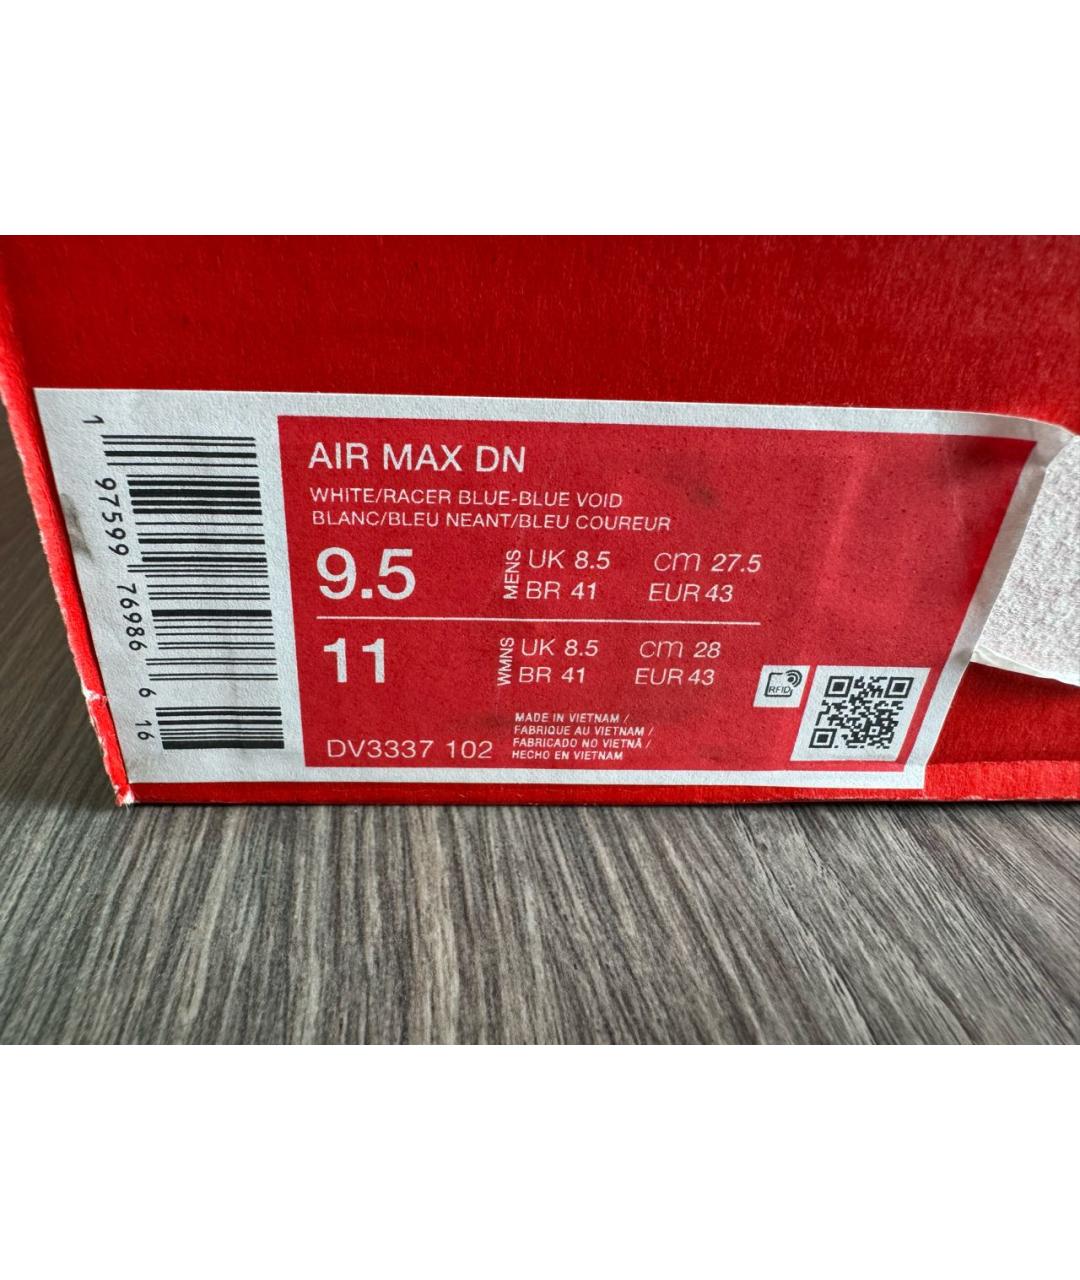 AIR MAX DN
WHITE/RACER BLUE-BLUE VOID
BLANC/BLEU NEANT/BLEU COUREUR
9.5 MENS UK 8.5 cm 27.5
BR 41 EUR 43
11 WMNS UK 8.5 cm 28
BR 41 EUR 43
DV3337 102
MADE IN VIETNAM /
FABRIQUE AU VIETNAM /
FABRICADO NO VIETNÃ /
HECHO EN VIETNAM
RFID
1 97599 76986 6 16